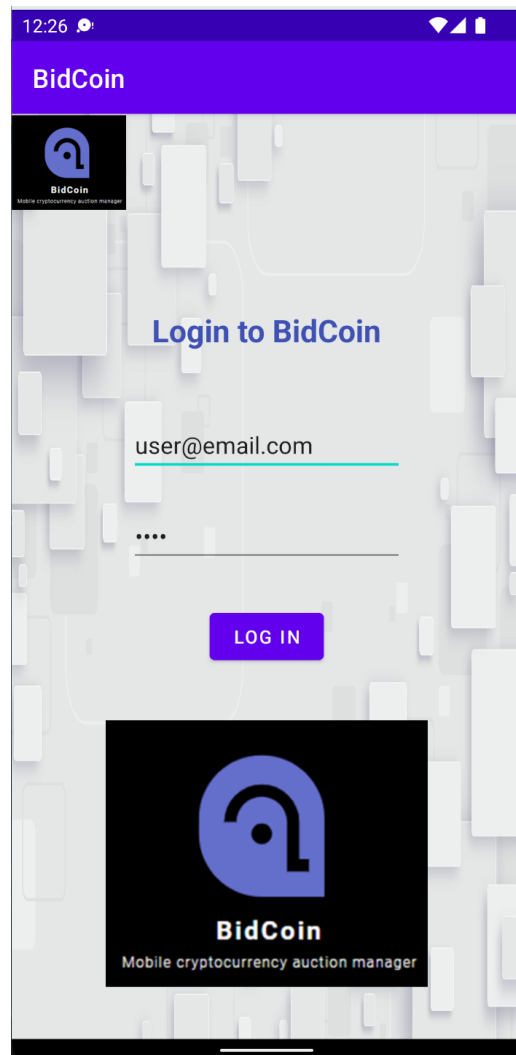 12:26
BidCoin
BidCoin
Mobile cryptocurrency auction manager
Login to BidCoin
user@email.com
••••
LOG IN
BidCoin
Mobile cryptocurrency auction manager